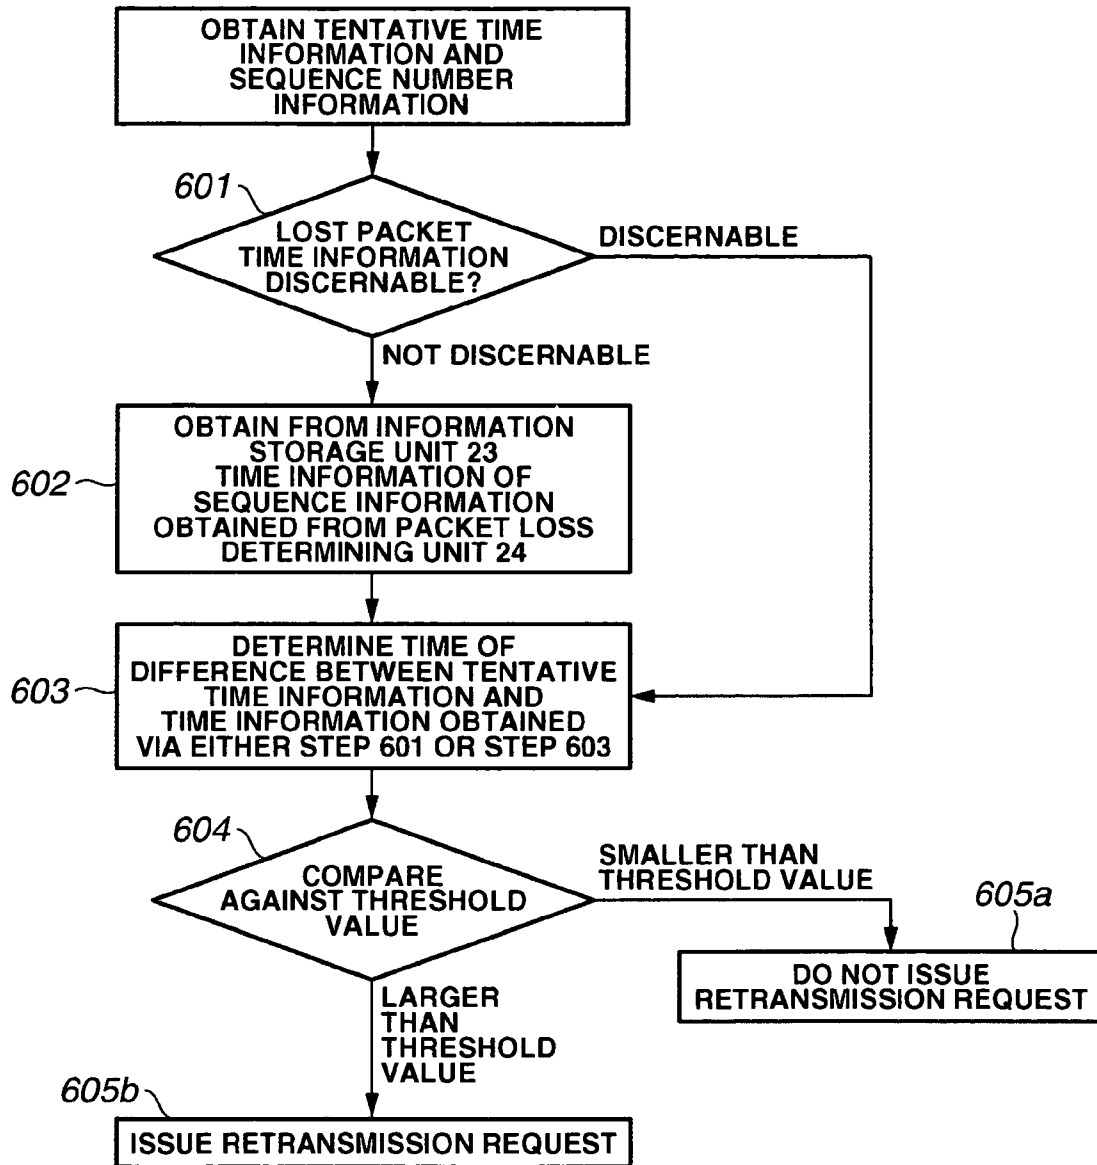 OBTAIN TENTATIVE TIME
INFORMATION AND
SEQUENCE NUMBER
INFORMATION
601
LOST PACKET
TIME INFORMATION
DISCERNABLE?
DISCERNABLE
NOT DISCERNABLE
602
OBTAIN FROM INFORMATION
STORAGE UNIT 23
TIME INFORMATION OF
SEQUENCE INFORMATION
OBTAINED FROM PACKET LOSS
DETERMINING UNIT 24
603
DETERMINE TIME OF
DIFFERENCE BETWEEN TENTATIVE
TIME INFORMATION AND
TIME INFORMATION OBTAINED
VIA EITHER STEP 601 OR STEP 603
604
COMPARE
AGAINST THRESHOLD
VALUE
SMALLER THAN
THRESHOLD VALUE
605a
DO NOT ISSUE
RETRANSMISSION REQUEST
LARGER
THAN
THRESHOLD
VALUE
605b
ISSUE RETRANSMISSION REQUEST